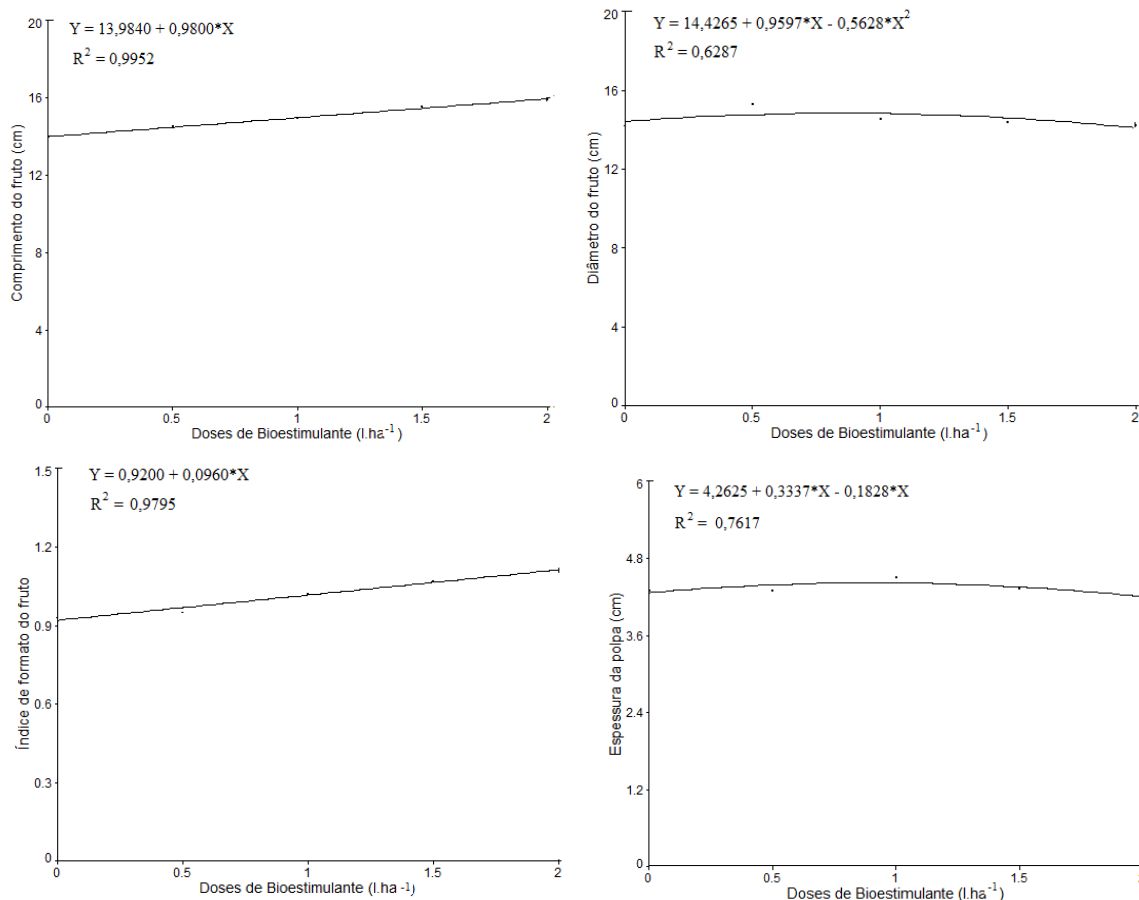 Y = 13,9840 + 0,9800*X
R² = 0,9952
Comprimento do fruto (cm)
20
16
12
8
4
0
0
0.5
1
1.5
2
Doses de Bioestimulante (l.ha⁻¹)
Y = 14,4265 + 0,9597*X - 0,5628*X²
R² = 0,6287
Diâmetro do fruto (cm)
20
16
12
8
4
0
0
0.5
1
1.5
2
Doses de Bioestimulante (l.ha⁻¹)
Y = 0,9200 + 0,0960*X
R² = 0,9795
Índice de formato do fruto
1.5
1.2
0.9
0.6
0.3
0
0
0.5
1
1.5
2
Doses de Bioestimulante (l.ha⁻¹)
Y = 4,2625 + 0,3337*X - 0,1828*X
R² = 0,7617
Espessura da polpa (cm)
6
4.8
3.6
2.4
1.2
0
0
0.5
1
1.5
Doses de Bioestimulante (l.ha⁻¹)